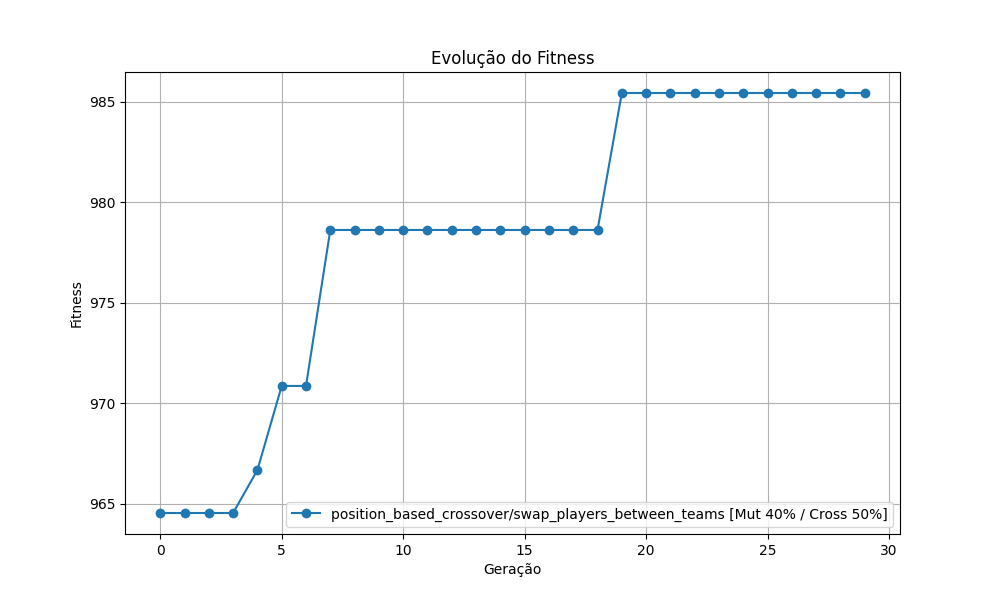 Evolução do Fitness
985
980
975
970
965
Fitness
position_based_crossover/swap_players_between_teams [Mut 40% / Cross 50%]
0 5 10 15 20 25 30
Geração